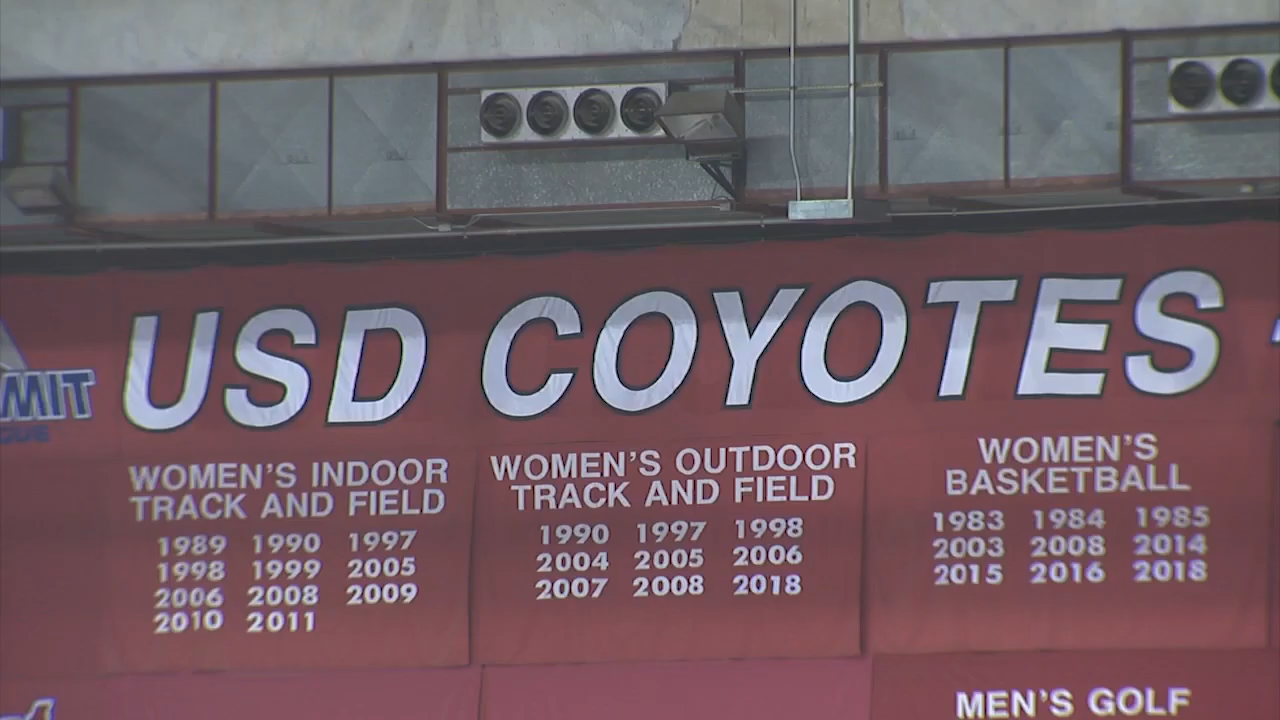 USD COYOTES
MIT
WOMEN'S INDOOR
TRACK AND FIELD
1989 1990 1997
1998 1999 2005
2006 2008 2009
2010 2011
WOMEN'S OUTDOOR
TRACK AND FIELD
1990 1997 1998
2004 2005 2006
2007 2008 2018
WOMEN'S
BASKETBALL
1983 1984 1985
2003 2008 2014
2015 2016 2018
MEN'S GOLF